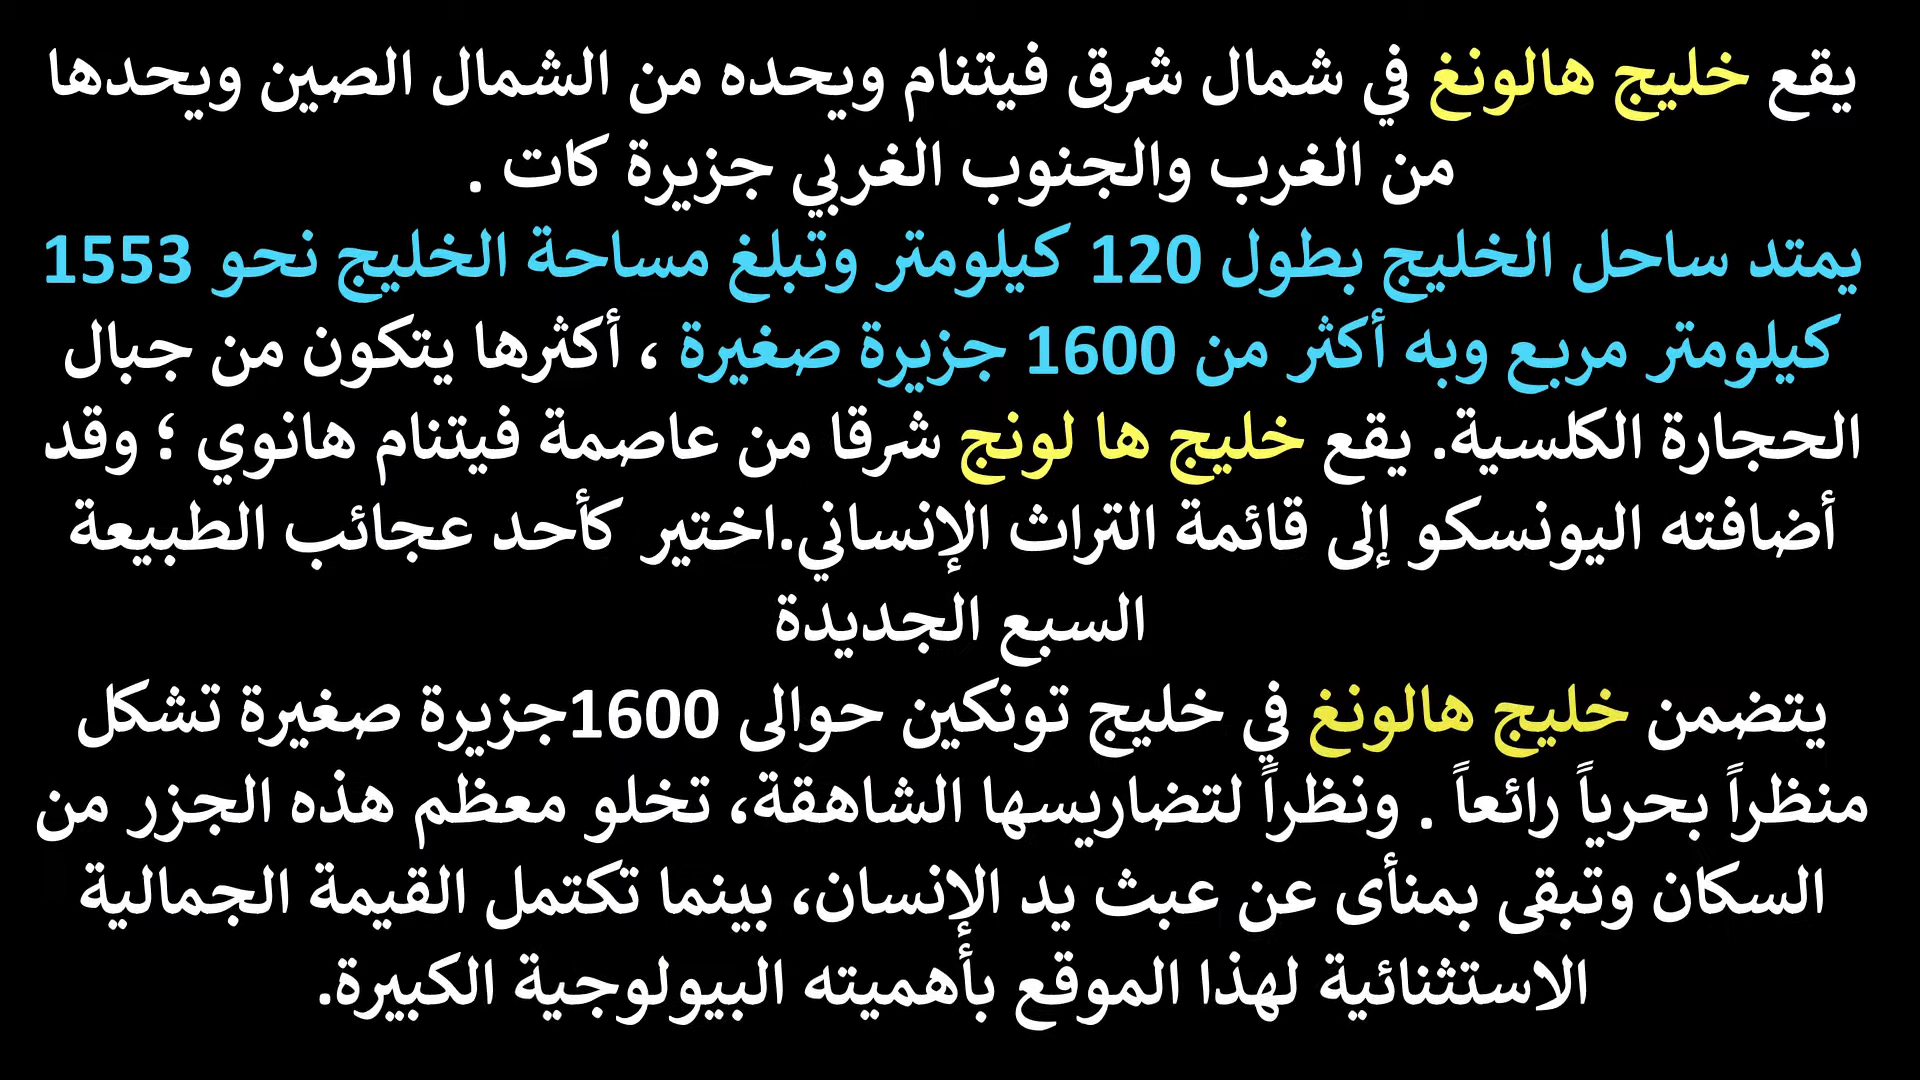 يقع خليج هالونغ في شمال شرق فيتنام ويحده من الشمال الصين ويحدها
من الغرب والجنوب الغربي جزيرة كات .
يمتد ساحل الخليج بطول 120 كيلومتر وتبلغ مساحة الخليج نحو 1553
كيلومتر مربع وبه أكثر من 1600 جزيرة صغيرة ، أكثرها يتكون من جبال
الحجارة الكلسية. يقع خليج ها لونج شرقا من عاصمة فيتنام هانوي ؛ وقد
أضافته اليونسكو إلى قائمة التراث الإنساني.اختير كأحد عجائب الطبيعة
السبع الجديدة
يتضمن خليج هالونغ في خليج تونكين حوالى 1600جزيرة صغيرة تشكل
منظراً بحرياً رائعاً . ونظراً لتضاريسها الشاهقة، تخلو معظم هذه الجزر من
السكان وتبقى بمنأى عن عبث يد الإنسان، بينما تكتمل القيمة الجمالية
الاستثنائية لهذا الموقع بأهميته البيولوجية الكبيرة.